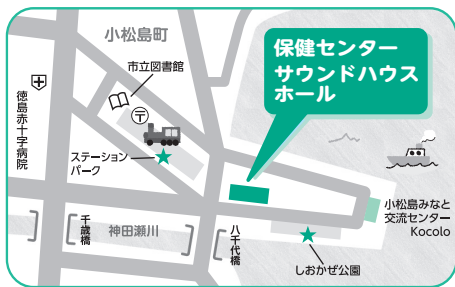 小松島町
市立図書館
保健センター
サウンドハウス
ホール
徳島赤十字病院
〒
ステーション
パーク
千歳橋
神田瀬川
八千代橋
しおかぜ公園
小松島みなと
交流センター
Kocolo